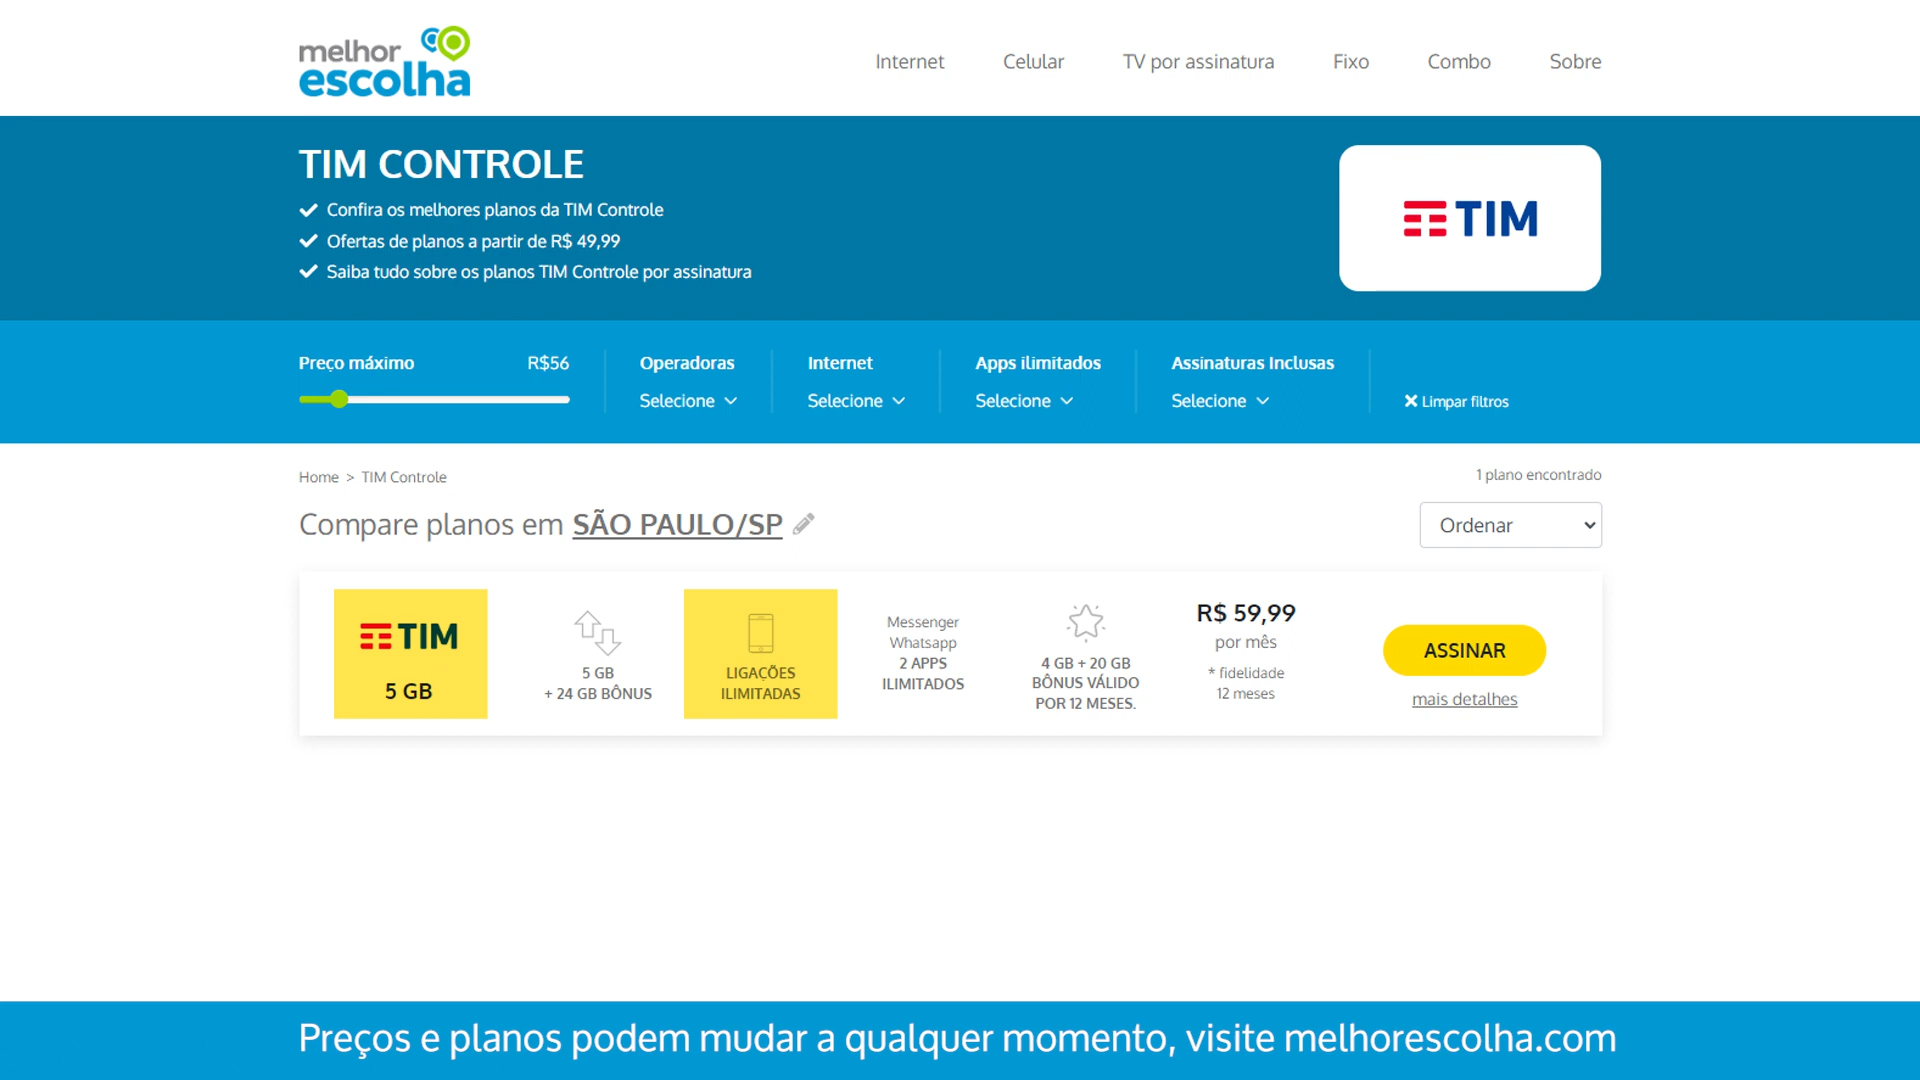 melhor
escolha
Internet Celular TV por assinatura Fixo Combo Sobre
TIM CONTROLE
Confira os melhores planos da TIM Controle
Ofertas de planos a partir de R$ 49,99
Saiba tudo sobre os planos TIM Controle por assinatura
TIM
Preço máximo R$56
Operadoras
Selecione
Internet
Selecione
Apps ilimitados
Selecione
Assinaturas Inclusas
Selecione
Limpar filtros
Home > TIM Controle
1 plano encontrado
Compare planos em SÃO PAULO/SP
Ordenar
TIM
5 GB
5 GB
+ 24 GB BÔNUS
LIGAÇÕES
ILIMITADAS
Messenger
Whatsapp
2 APPS
ILIMITADOS
4 GB + 20 GB
BÔNUS VÁLIDO
POR 12 MESES.
R$ 59,99
por mês
* fidelidade
12 meses
ASSINAR
mais detalhes
Preços e planos podem mudar a qualquer momento, visite melhorescolha.com